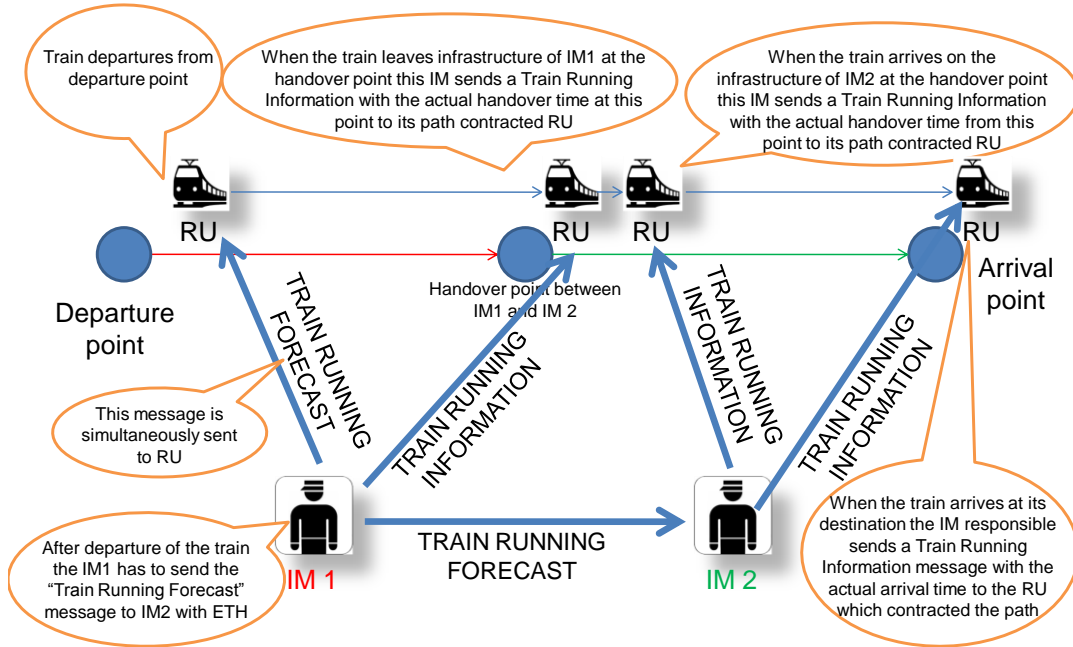 Train departures from
departure point
When the train leaves infrastructure of IM1 at the
handover point this IM sends a Train Running
Information with the actual handover time at this
point to its path contracted RU
When the train arrives on the
infrastructure of IM2 at the handover point
this IM sends a Train Running Information
with the actual handover time from this
point to its path contracted RU
RU
RU
RU
RU
Departure
point
Handover point between
IM1 and IM 2
Arrival
point
TRAIN RUNNING
FORECAST
TRAIN RUNNING
INFORMATION
TRAIN RUNNING
INFORMATION
TRAIN RUNNING
INFORMATION
This message is
simultaneously sent
to RU
After departure of the train
the IM1 has to send the
“Train Running Forecast”
message to IM2 with ETH
IM 1
TRAIN RUNNING
FORECAST
IM 2
When the train arrives at its
destination the IM responsible
sends a Train Running
Information message with the
actual arrival time to the RU
which contracted the path